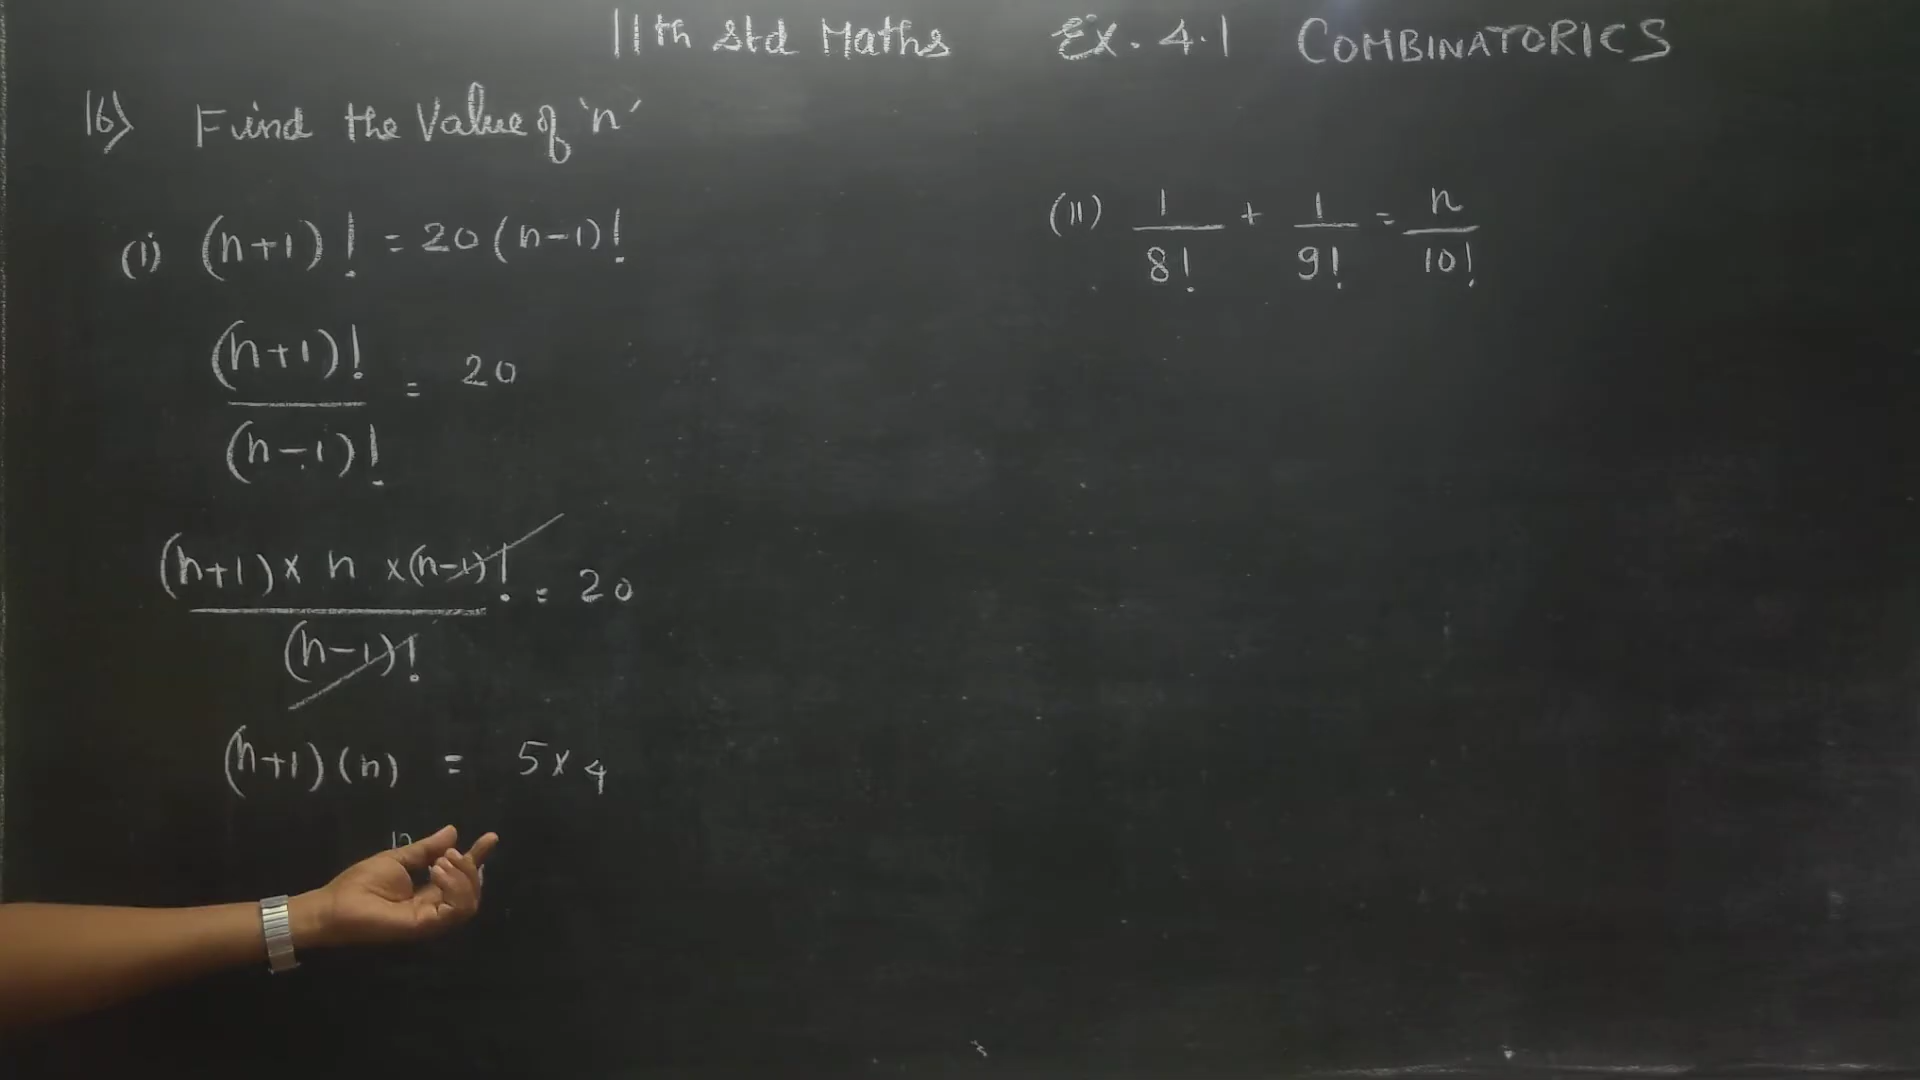 11th std Maths Ex. 4.1 COMBINATORICS
16) Find the Value of 'n'
(i) (n+1)! = 20(n-1)!
(n+1)!
/ (n-1)! = 20
(n+1) x n x (n-1)!
/ (n-1)! = 20
(n+1)(n) = 5 x 4
n
(II) 1/8! + 1/9! = n/10!